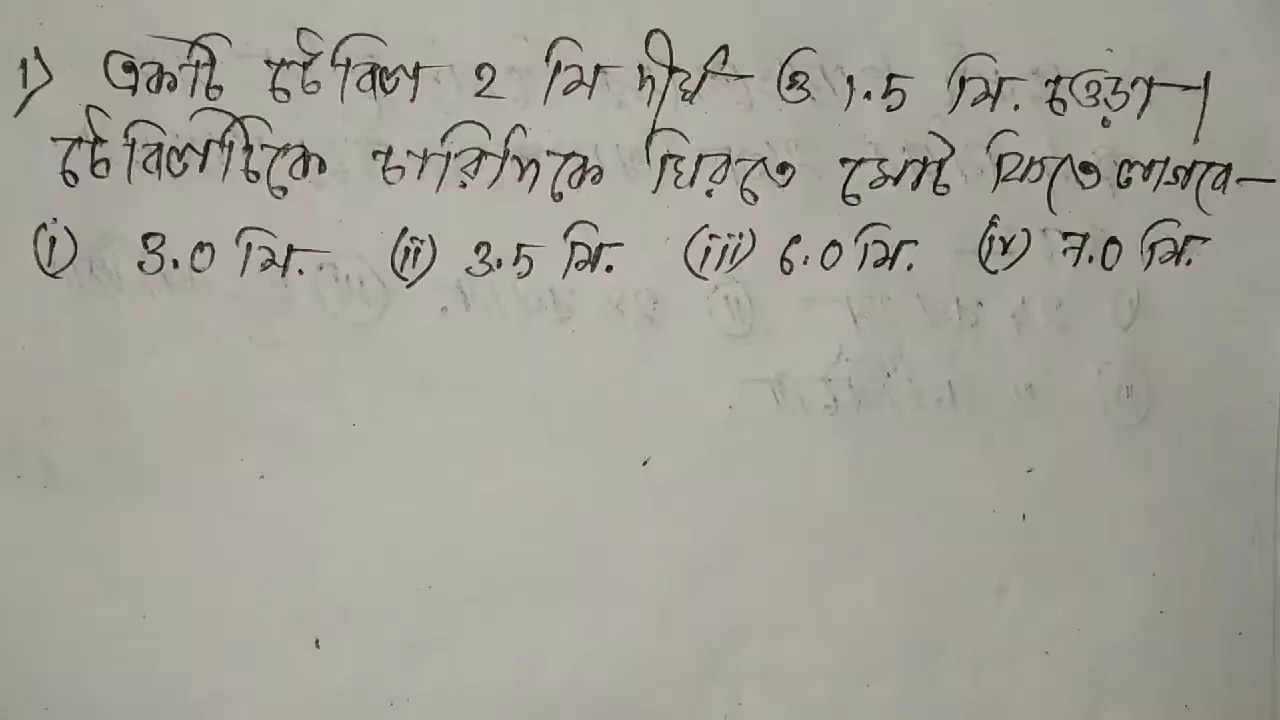 1) একটি টেবিল 2 মি দীর্ঘ ও 1.5 মি. চওড়া।
টেবিলটিকে চারিদিকে ঘিরতে মোট ফিতে লাগবে—
(i) 3.0 মি. (ii) 3.5 মি. (iii) 6.0 মি. (iv) 7.0 মি.